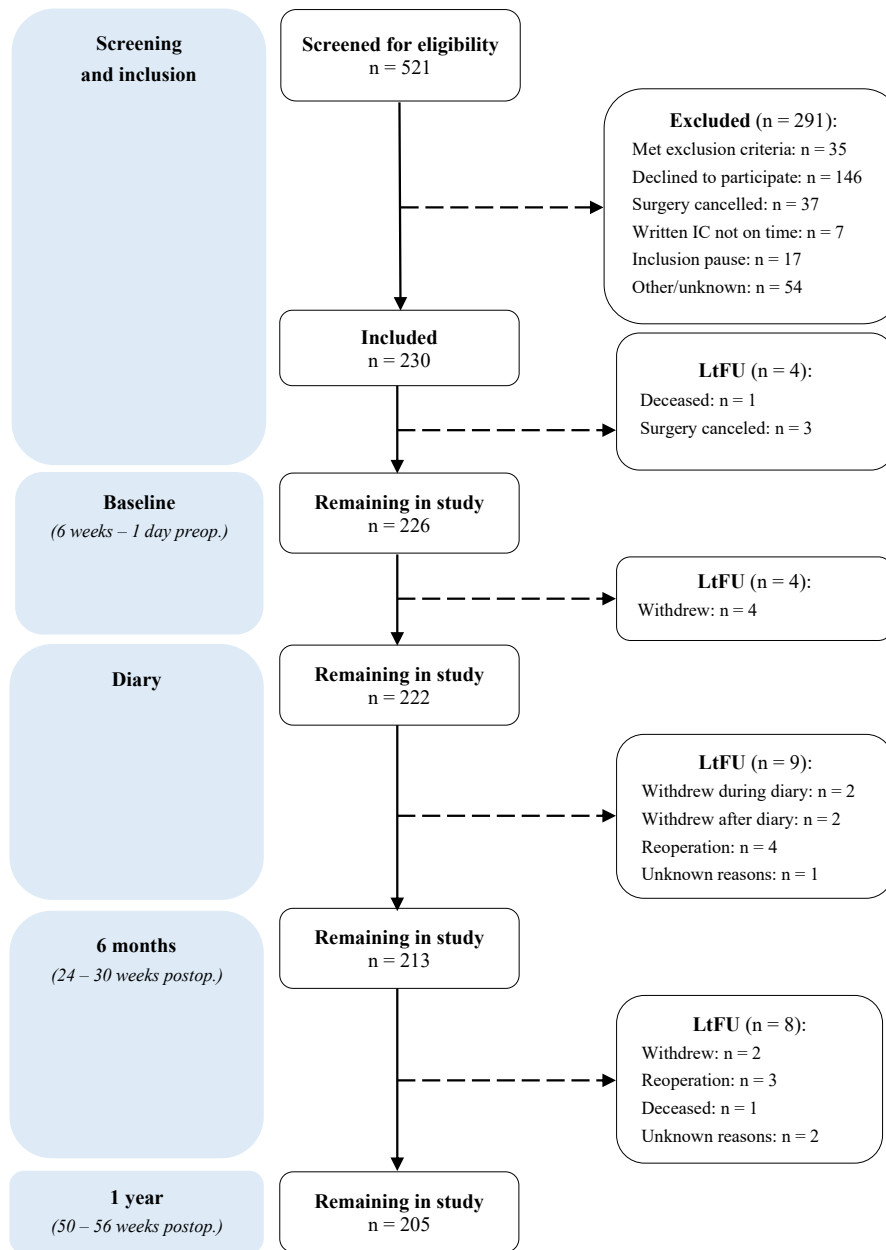 Screening
and inclusion
Screened for eligibility
n = 521
Excluded (n = 291):
Met exclusion criteria: n = 35
Declined to participate: n = 146
Surgery cancelled: n = 37
Written IC not on time: n = 7
Inclusion pause: n = 17
Other/unknown: n = 54
Included
n = 230
LtFU (n = 4):
Deceased: n = 1
Surgery canceled: n = 3
Baseline
(6 weeks – 1 day preop.)
Remaining in study
n = 226
LtFU (n = 4):
Withdrew: n = 4
Diary
Remaining in study
n = 222
LtFU (n = 9):
Withdrew during diary: n = 2
Withdrew after diary: n = 2
Reoperation: n = 4
Unknown reasons: n = 1
6 months
(24 – 30 weeks postop.)
Remaining in study
n = 213
LtFU (n = 8):
Withdrew: n = 2
Reoperation: n = 3
Deceased: n = 1
Unknown reasons: n = 2
1 year
(50 – 56 weeks postop.)
Remaining in study
n = 205